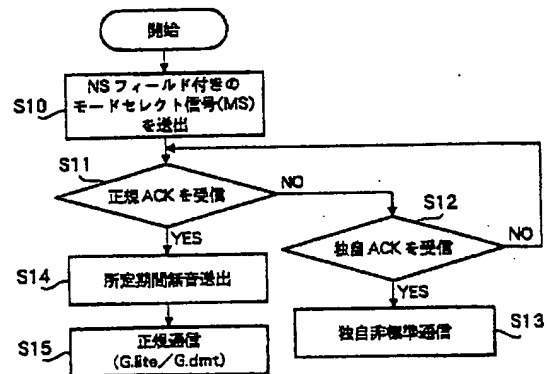 開始
S10
NSフィールド付きの
モードセレクト信号(MS)
を送出
S11
正規ACKを受信
NO
YES
S12
独自ACKを受信
NO
YES
S14
所定期間無音送出
独自非標準通信
S13
S15
正規通信
(G.lite/G.dmt)